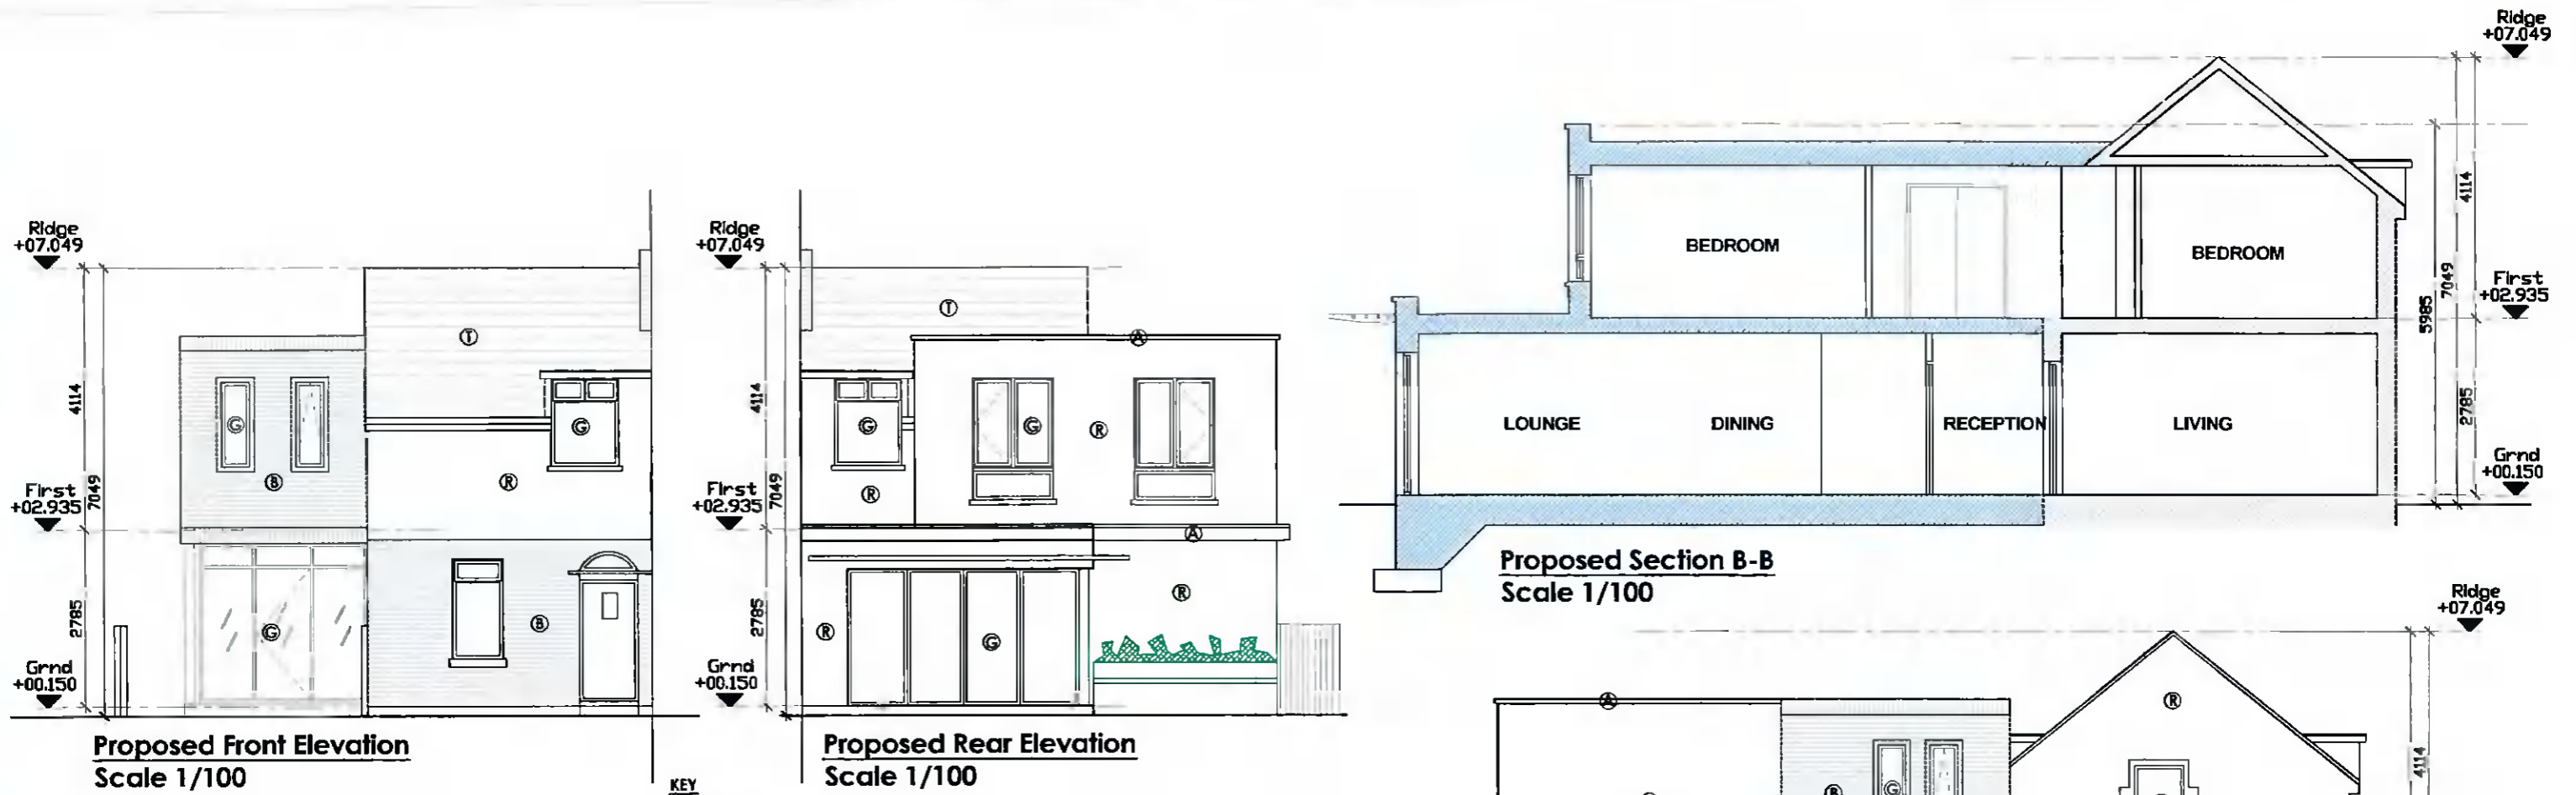 Ridge
+07.049
4114
7049
First
+02.935
2785
Grnd
+00.150
T
G
B
R
G
G
B
Proposed Front Elevation
Scale 1/100
KEY
Ridge
+07.049
4114
7049
First
+02.935
2785
Grnd
+00.150
T
A
G
G
R
R
A
R
R
G
Proposed Rear Elevation
Scale 1/100
Ridge
+07.049
4114
7049
5985
First
+02.935
2785
Grnd
+00.150
BEDROOM
BEDROOM
LOUNGE
DINING
RECEPTION
LIVING
Proposed Section B-B
Scale 1/100
Ridge
+07.049
4114
A
R
B
G